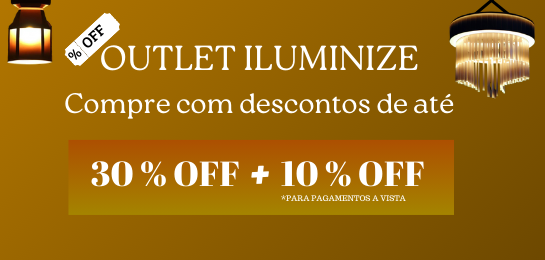 % OFF
OUTLET ILUMINIZE
Compre com descontos de até
30 % OFF + 10 % OFF
*PARA PAGAMENTOS A VISTA